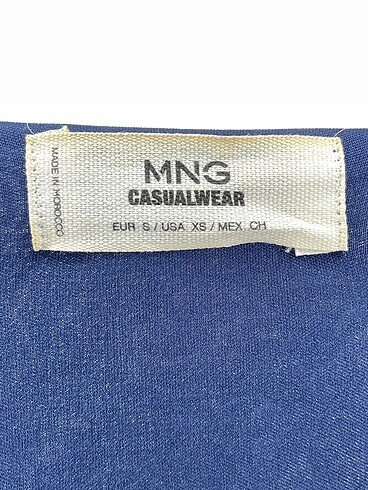 MNG
CASUALWEAR
EUR S / USA XS / MEX CH
MADE IN MOROCCO